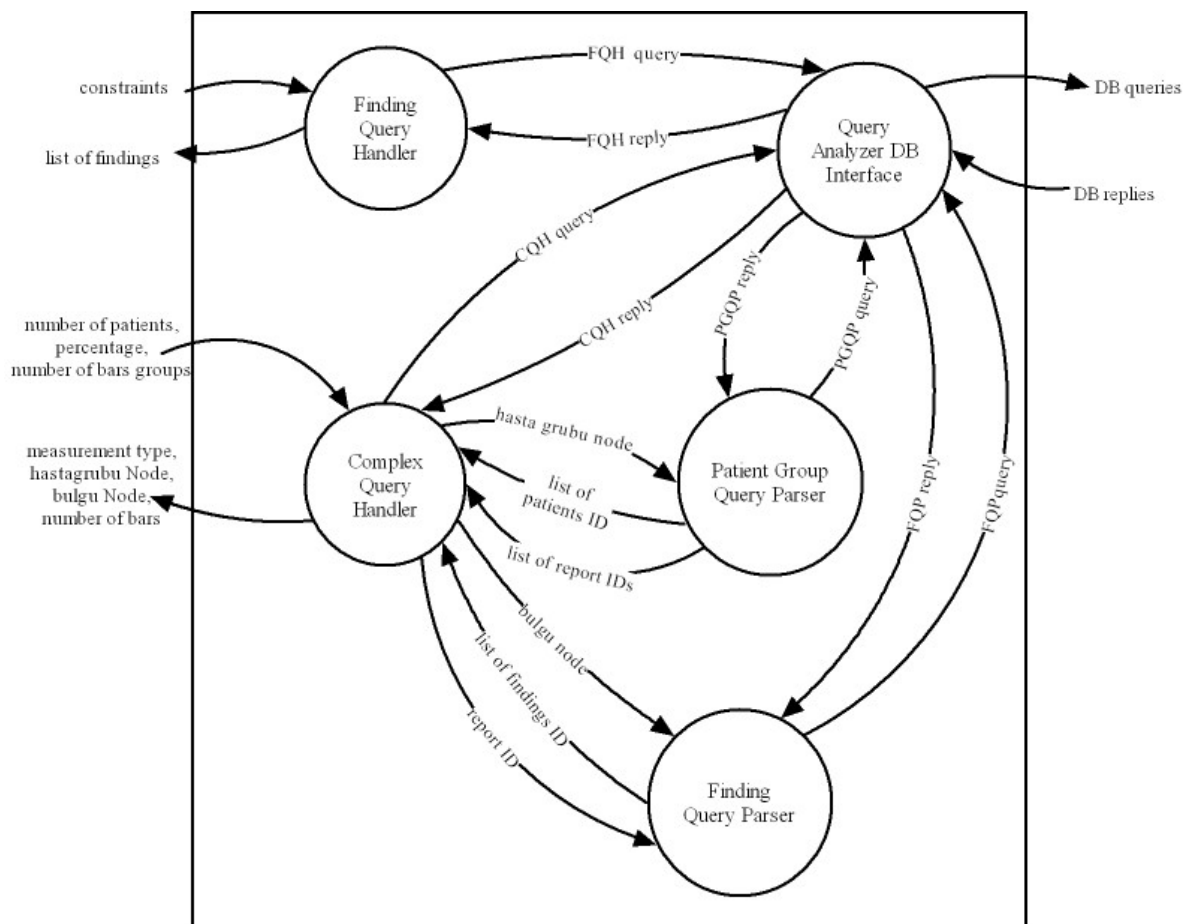 FQH query
constraints
Finding
Query
Handler
list of findings
FQH reply
Query
Analyzer DB
Interface
DB queries
DB replies
CQH query
CQH reply
PGQP reply
PGQP query
number of patients,
percentage,
number of bars groups
measurement type,
hastagrubu Node,
bulgu Node,
number of bars
Complex
Query
Handler
hasta grubu node
list of
patients ID
list of report IDs
Patient Group
Query Parser
FQP reply
FQP query
bulgu node
list of findings ID
report ID
Finding
Query Parser